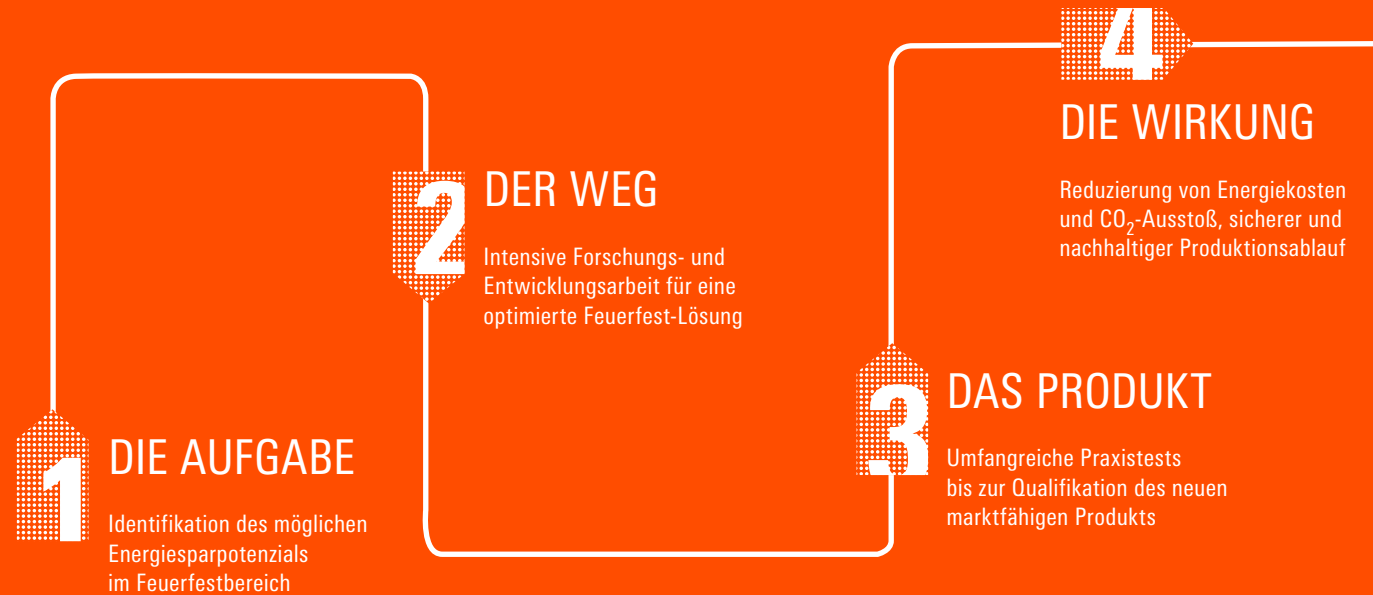 1
DIE AUFGABE
Identifikation des möglichen
Energiesparpotenzials
im Feuerfestbereich
2
DER WEG
Intensive Forschungs- und
Entwicklungsarbeit für eine
optimierte Feuerfest-Lösung
3
DAS PRODUKT
Umfangreiche Praxistests
bis zur Qualifikation des neuen
marktfähigen Produkts
4
DIE WIRKUNG
Reduzierung von Energiekosten
und CO₂-Ausstoß, sicherer und
nachhaltiger Produktionsablauf